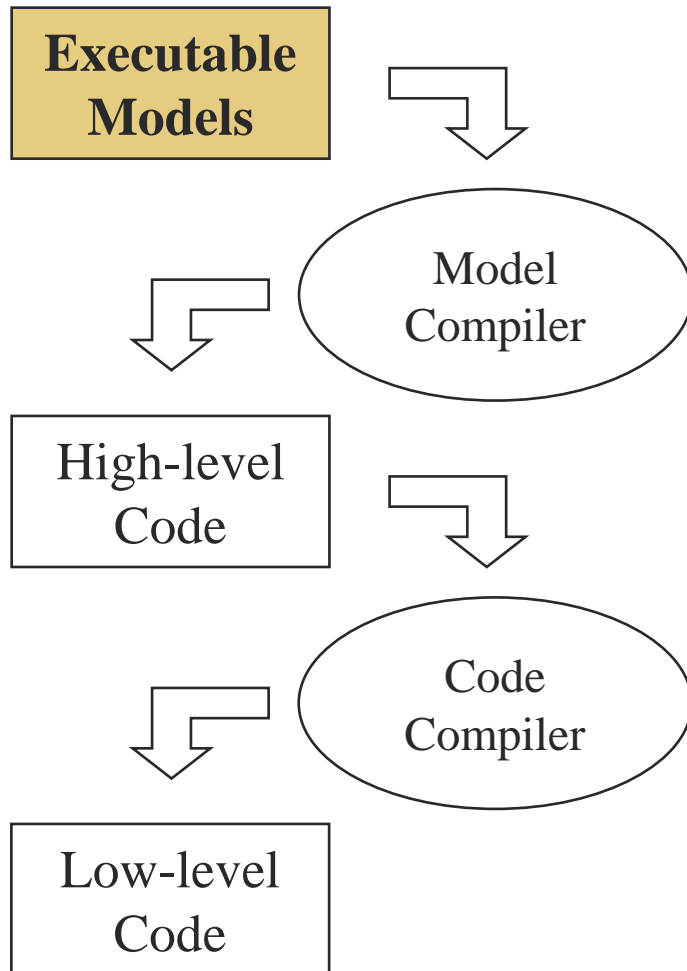 Executable
Models
Model
Compiler
High-level
Code
Code
Compiler
Low-level
Code